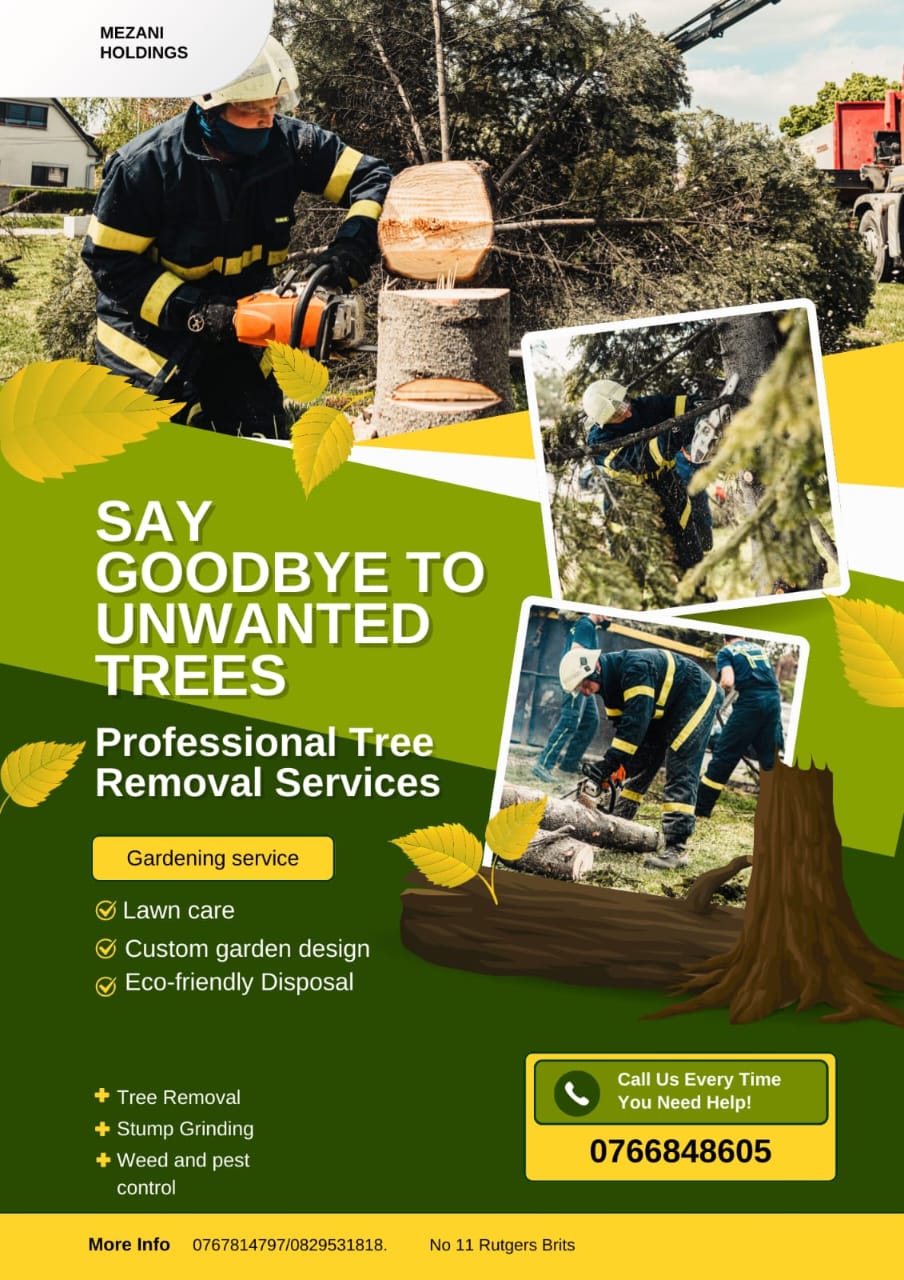 MEZANI
HOLDINGS
SAY
GOODBYE TO
UNWANTED
TREES
Professional Tree
Removal Services
Gardening service
Lawn care
Custom garden design
Eco-friendly Disposal
Tree Removal
Stump Grinding
Weed and pest
control
Call Us Every Time
You Need Help!
0766848605
More Info 0767814797/0829531818. No 11 Rutgers Brits